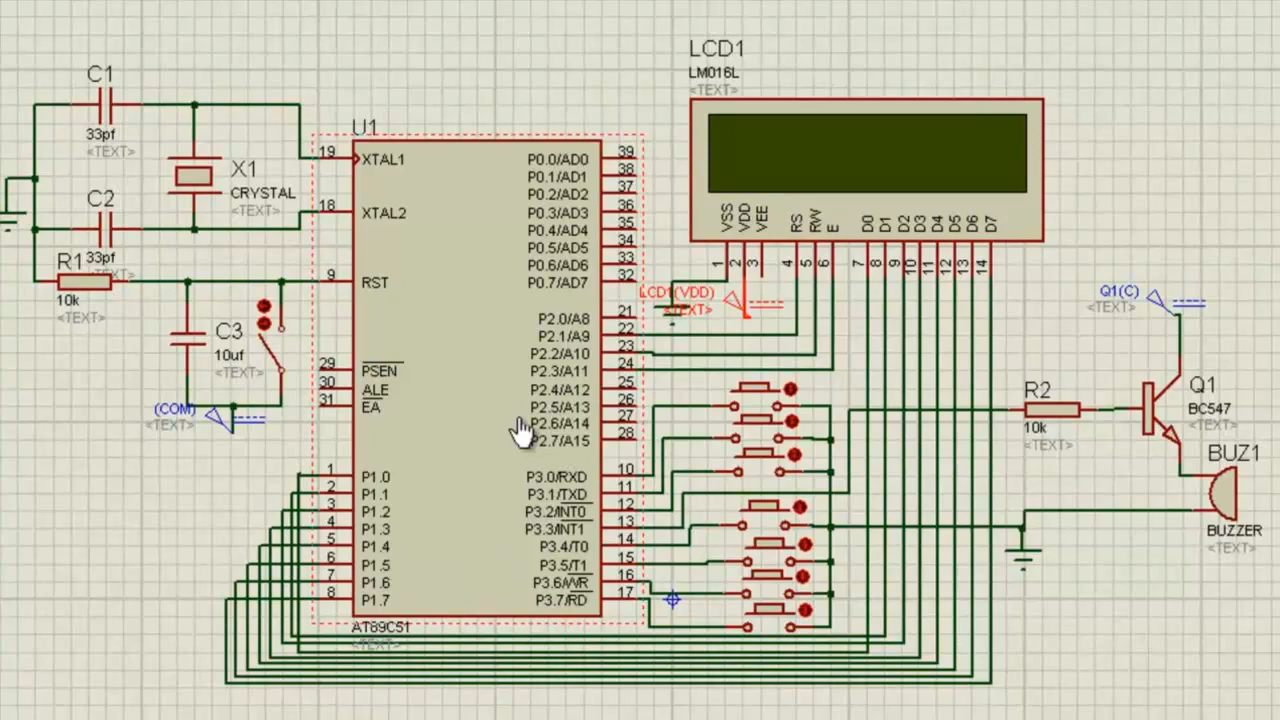 C1
33pf
<TEXT>
X1
CRYSTAL
<TEXT>
C2
33pf
<TEXT>
R1
10k
<TEXT>
C3
10uf
<TEXT>
(COM)
<TEXT>
U1
19
XTAL1
18
XTAL2
9
RST
29
PSEN
30
ALE
31
EA
1
P1.0
2
P1.1
3
P1.2
4
P1.3
5
P1.4
6
P1.5
7
P1.6
8
P1.7
P0.0/AD0
39
P0.1/AD1
38
P0.2/AD2
37
P0.3/AD3
36
P0.4/AD4
35
P0.5/AD5
34
P0.6/AD6
33
P0.7/AD7
32
P2.0/A8
21
P2.1/A9
22
P2.2/A10
23
P2.3/A11
24
P2.4/A12
25
P2.5/A13
26
P2.6/A14
27
P2.7/A15
28
P3.0/RXD
10
P3.1/TXD
11
P3.2/INT0
12
P3.3/INT1
13
P3.4/T0
14
P3.5/T1
15
P3.6/WR
16
P3.7/RD
17
AT89C51
<TEXT>
LCD1
LM016L
<TEXT>
VSS VDD VEE RS RW E D0 D1 D2 D3 D4 D5 D6 D7
1 2 3 4 5 6 7 8 9 10 11 12 13 14
LCD1(VDD)
<TEXT>
Q1(C)
<TEXT>
R2
10k
<TEXT>
Q1
BC547
<TEXT>
BUZ1
BUZZER
<TEXT>